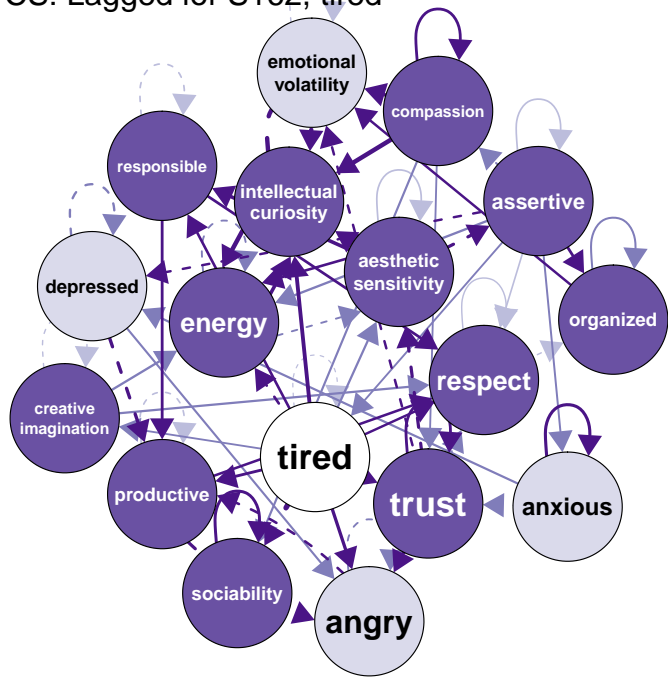 emotional
volatility
compassion
responsible
intellectual
curiosity
assertive
aesthetic
sensitivity
depressed
energy
organized
respect
creative
imagination
tired
productive
trust
anxious
sociability
angry